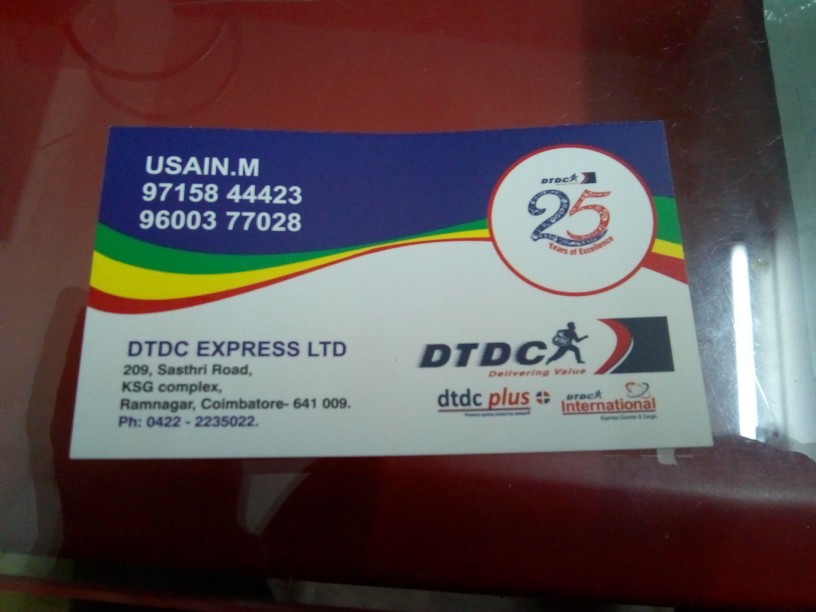 USAIN.M
97158 44423
96003 77028
DTDC
25
Years of Excellence
DTDC EXPRESS LTD
209, Sasthri Road,
KSG complex,
Ramnagar, Coimbatore- 641 009.
Ph: 0422 - 2235022.
DTDC
Delivering Value
dtdc plus
DTDC
International